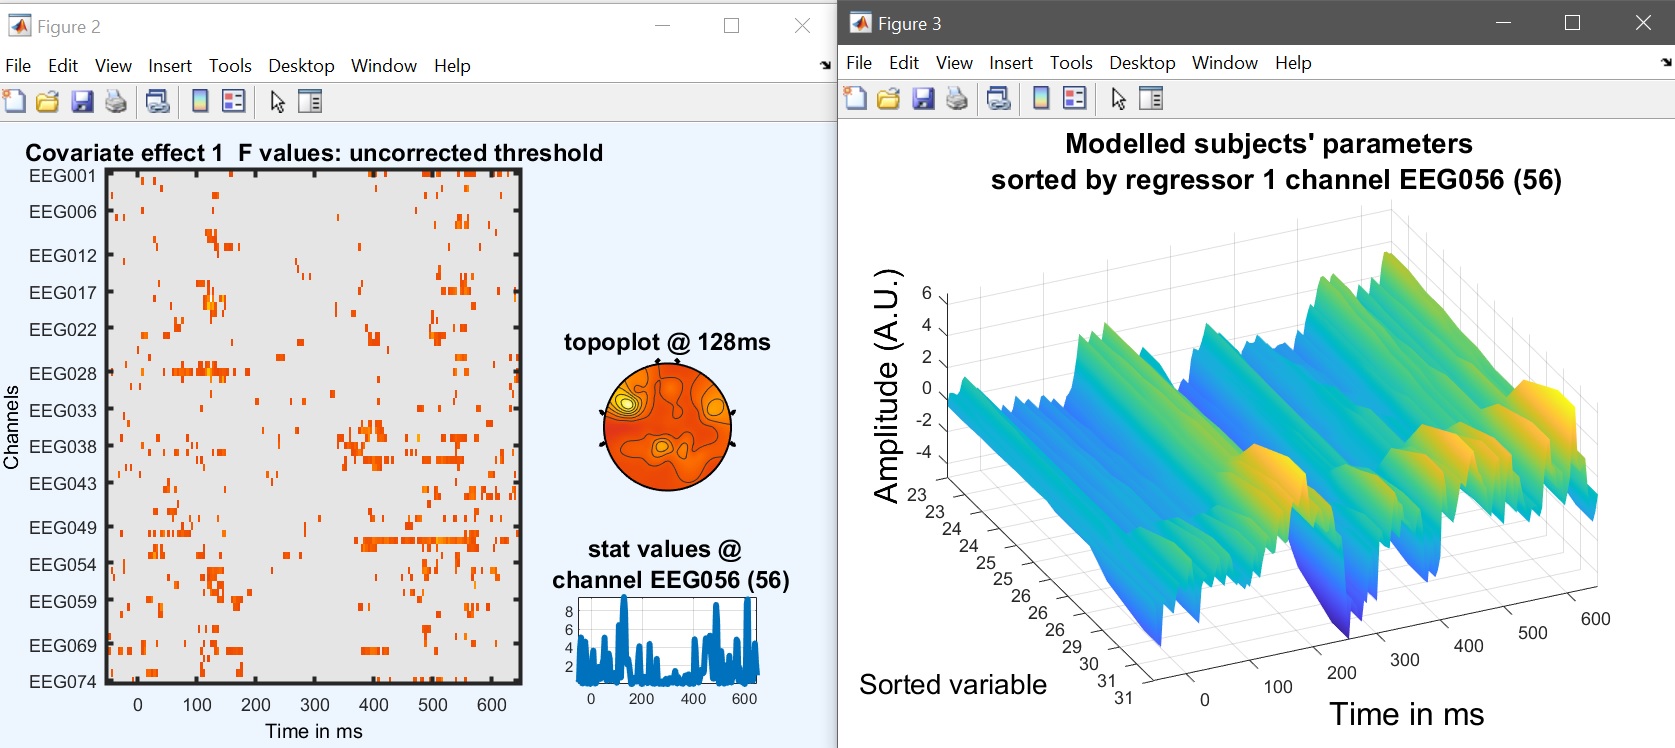 Figure 2
File Edit View Insert Tools Desktop Window Help
Covariate effect 1 F values: uncorrected threshold
EEG001
EEG006
EEG012
EEG017
EEG022
EEG028
EEG033
EEG038
EEG043
EEG049
EEG054
EEG059
EEG069
EEG074
Channels
0 100 200 300 400 500 600
Time in ms
topoplot @ 128ms
stat values @
channel EEG056 (56)
8
6
4
2
0 200 400 600
Figure 3
File Edit View Insert Tools Desktop Window Help
Modelled subjects' parameters
sorted by regressor 1 channel EEG056 (56)
Amplitude (A.U.)
6
4
2
0
-2
-4
23
23
24
24
25
25
26
26
26
29
30
31
31
Sorted variable
0 100 200 300 400 500 600
Time in ms